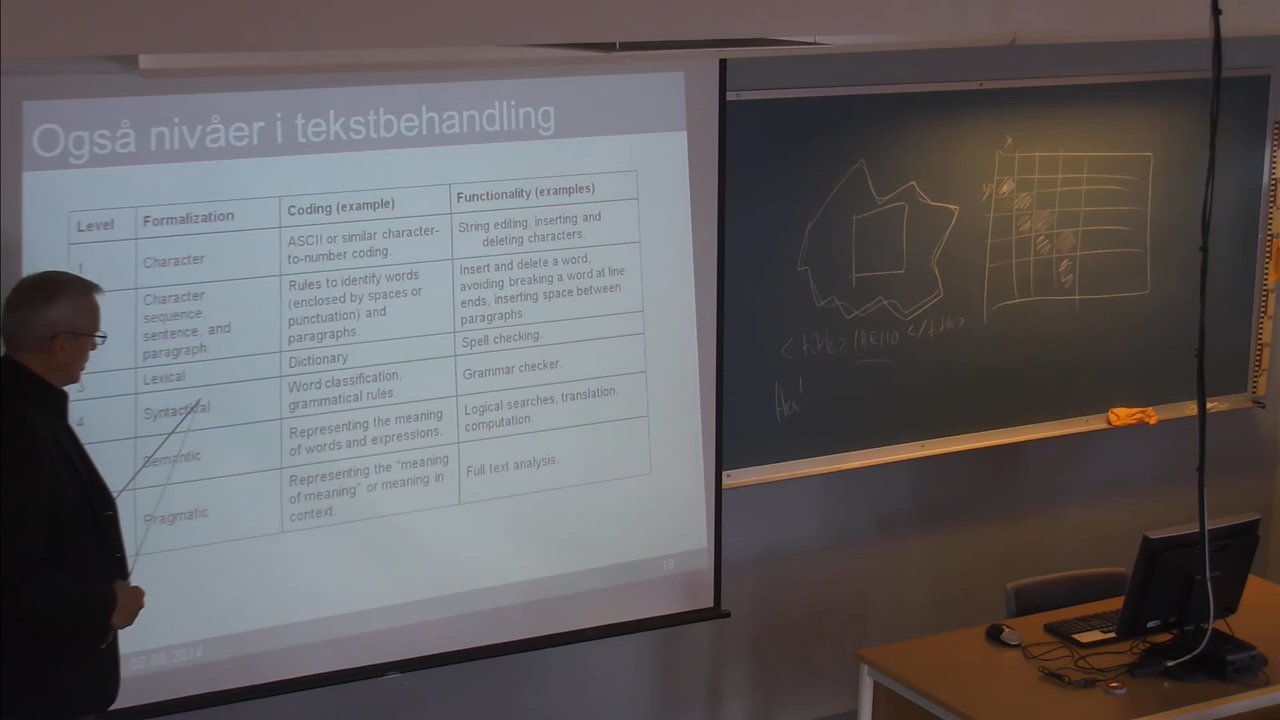 Også nivåer i tekstbehandling
Level Formalization Coding (example) Functionality (examples)
1 Character ASCII or similar character-
to-number coding. String editing, inserting and
deleting characters.
Character
sequence,
sentence, and
paragraph. Rules to identify words
(enclosed by spaces or
punctuation) and
paragraphs. Insert and delete a word,
avoiding breaking a word at line
ends, inserting space between
paragraphs.
3 Lexical Dictionary Spell checking.
4 Syntactical Word classification,
grammatical rules Grammar checker.
Semantic Representing the meaning
of words and expressions. Logical searches, translation,
computation.
Pragmatic Representing the "meaning
of meaning" or meaning in
context. Full text analysis.
18
02.09.2014
x
y